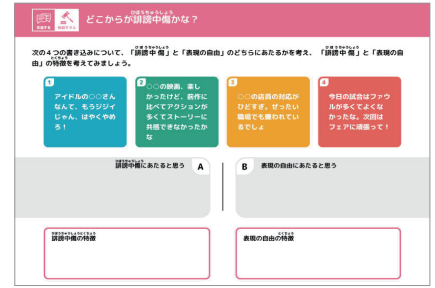 どこからが誹謗中傷かな?
次の4つの書き込みについて、「誹謗中傷」と「表現の自由」のどちらにあたるかを考え、「誹謗中傷」と「表現の自
由」の特徴を考えてみましょう。
1
アイドルの○○さん
なんて、もうジジイ
じゃん、はやくやめ
ろ!
2
○○の映画、楽し
かったけど、前作に
比べてアクションが
多くてストーリーに
共感できなかったか
な
3
○○の店員の対応が
ひどすぎ。ぜったい
職場でも嫌われてい
るでしょ
4
今日の試合はファウ
ルが多くてよくな
かったな。次回は
フェアに頑張って!
誹謗中傷にあたると思う A
B 表現の自由にあたると思う
誹謗中傷の特徴
表現の自由の特徴